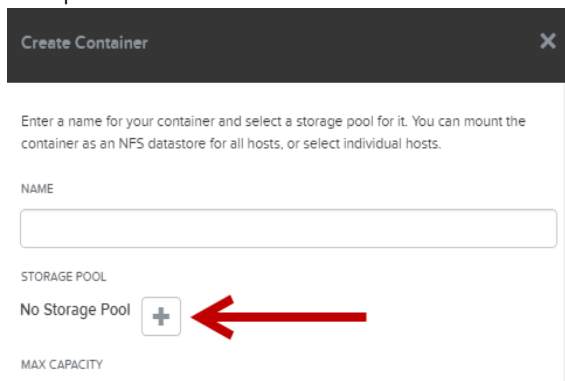 Create Container
Enter a name for your container and select a storage pool for it. You can mount the
container as an NFS datastore for all hosts, or select individual hosts.
NAME
STORAGE POOL
No Storage Pool
MAX CAPACITY